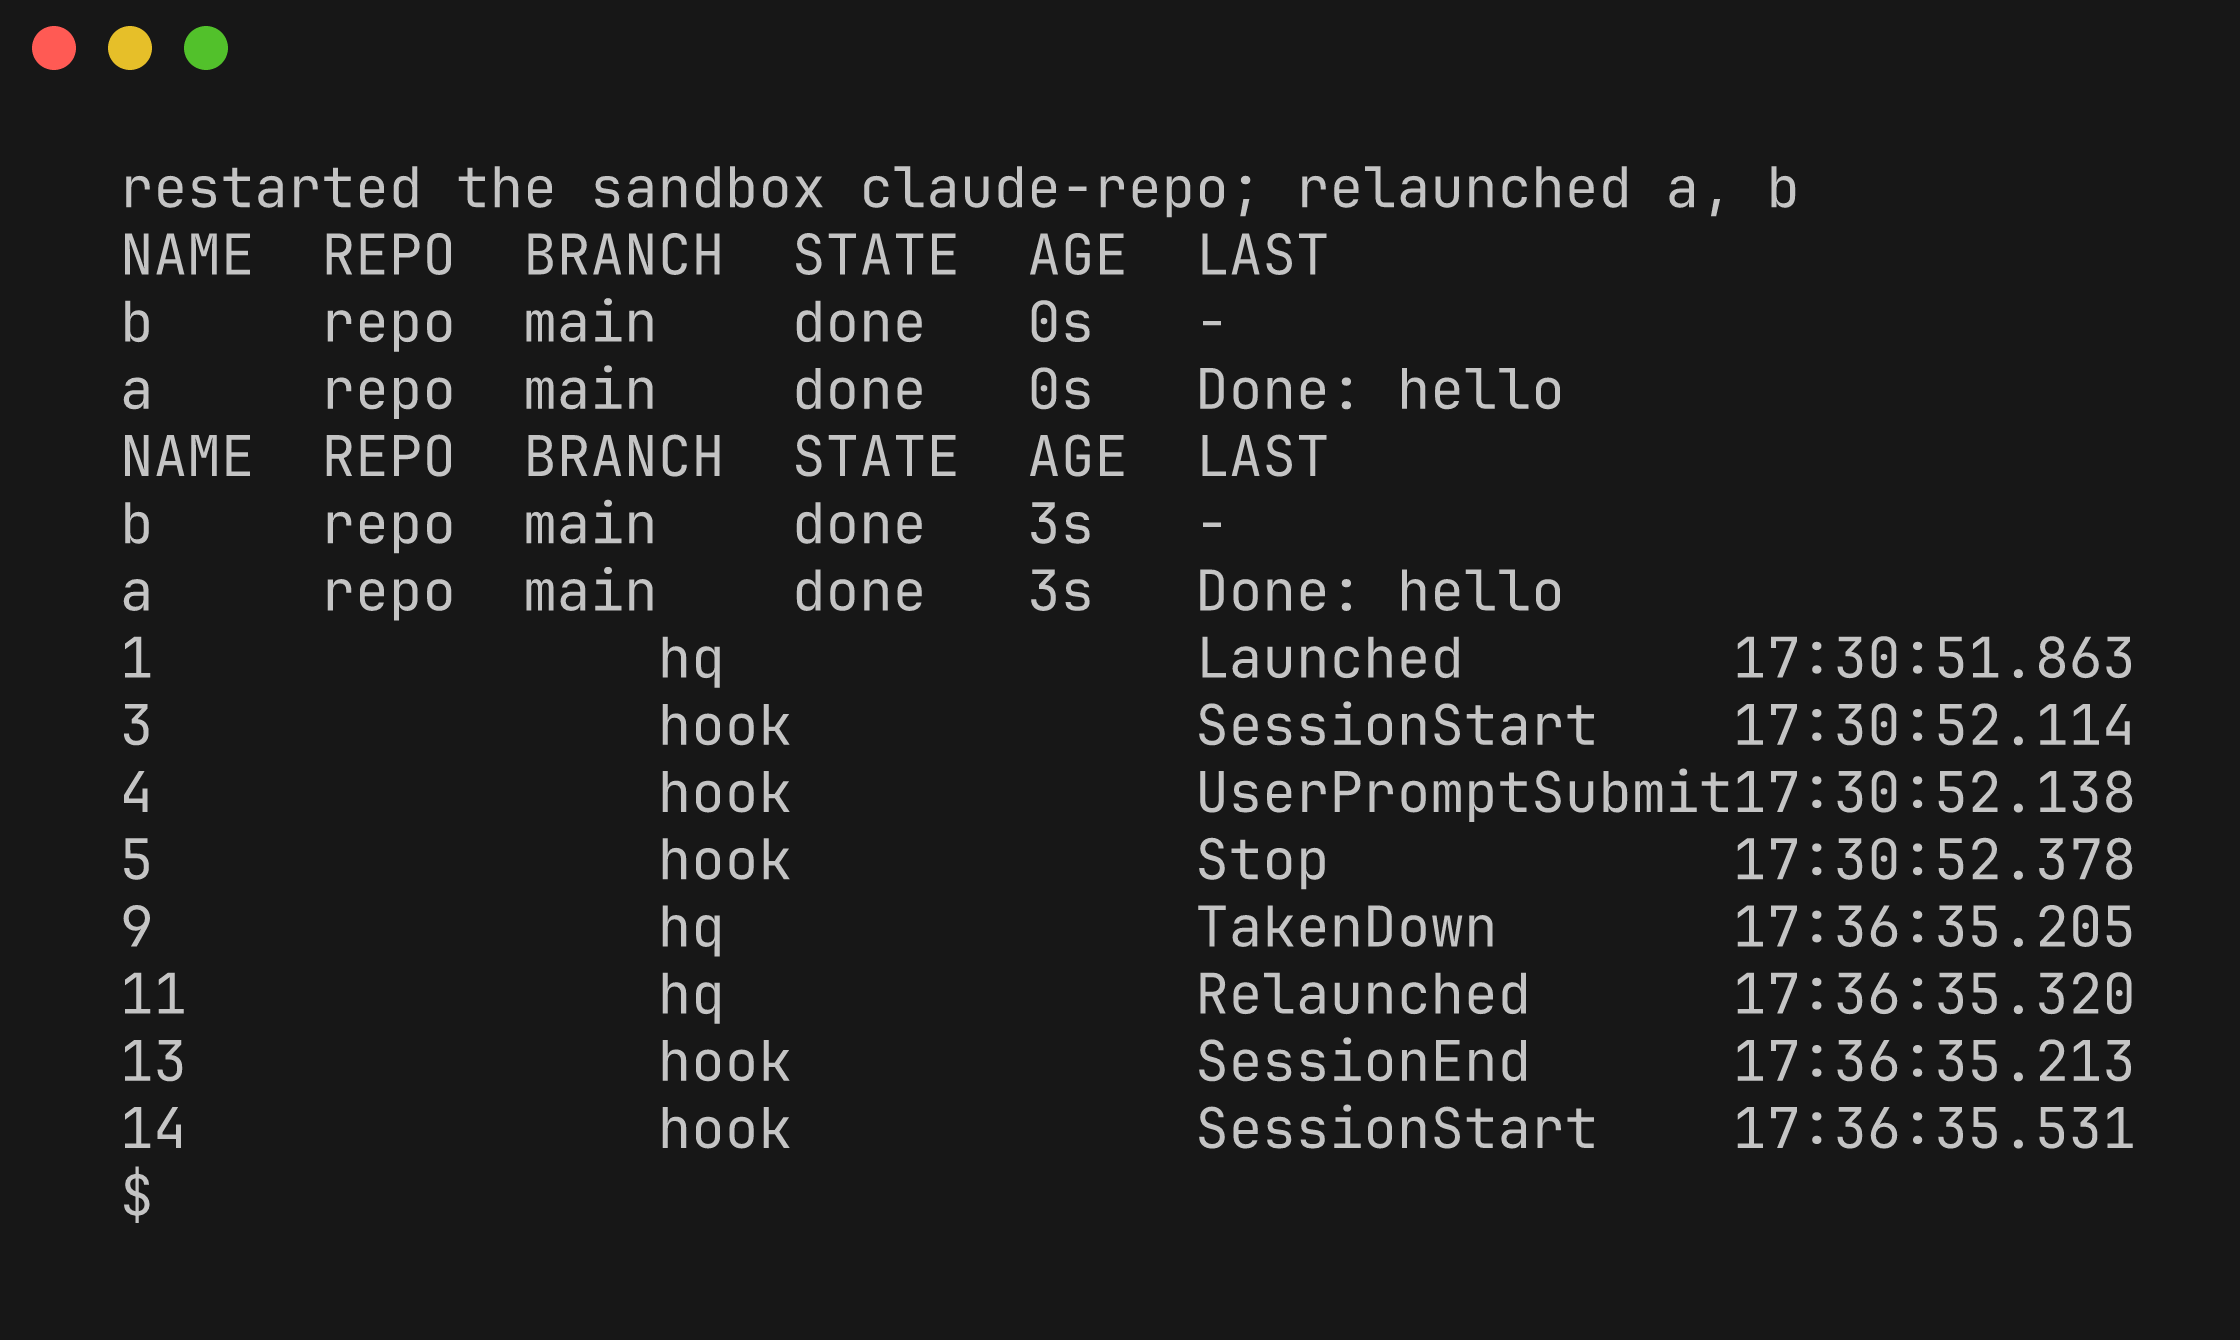 restarted the sandbox claude-repo; relaunched a, b
NAME  REPO  BRANCH  STATE  AGE  LAST
b     repo  main    done   0s   -
a     repo  main    done   0s   Done: hello
NAME  REPO  BRANCH  STATE  AGE  LAST
b     repo  main    done   3s   -
a     repo  main    done   3s   Done: hello
1               hq              Launched        17:30:51.863
3               hook            SessionStart    17:30:52.114
4               hook            UserPromptSubmit17:30:52.138
5               hook            Stop            17:30:52.378
9               hq              TakenDown       17:36:35.205
11              hq              Relaunched      17:36:35.320
13              hook            SessionEnd      17:36:35.213
14              hook            SessionStart    17:36:35.531
$